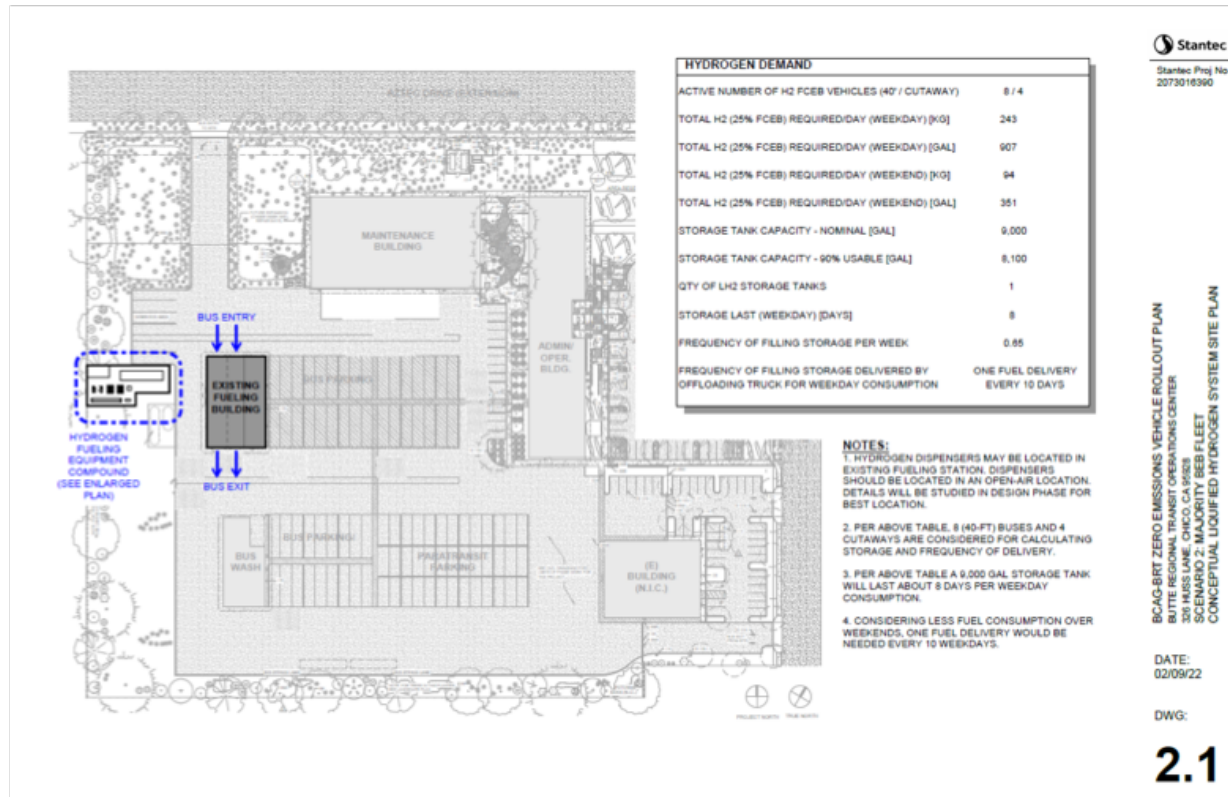 Stantec
Stantec Proj No
2073016390
AZTEC DRIVE (EXTENSION)
HYDROGEN DEMAND
ACTIVE NUMBER OF H2 FCEB VEHICLES (40' / CUTAWAY) 8 / 4
TOTAL H2 (25% FCEB) REQUIRED/DAY (WEEKDAY) [KG] 243
TOTAL H2 (25% FCEB) REQUIRED/DAY (WEEKDAY) [GAL] 907
TOTAL H2 (25% FCEB) REQUIRED/DAY (WEEKEND) [KG] 94
TOTAL H2 (25% FCEB) REQUIRED/DAY (WEEKEND) [GAL] 351
STORAGE TANK CAPACITY - NOMINAL [GAL] 9,000
STORAGE TANK CAPACITY - 90% USABLE [GAL] 8,100
QTY OF LH2 STORAGE TANKS 1
STORAGE LAST (WEEKDAY) [DAYS] 8
FREQUENCY OF FILLING STORAGE PER WEEK 0.65
FREQUENCY OF FILLING STORAGE DELIVERED BY ONE FUEL DELIVERY
OFFLOADING TRUCK FOR WEEKDAY CONSUMPTION EVERY 10 DAYS
MAINTENANCE
BUILDING
BUS ENTRY
ADMIN/
OPER.
BLDG.
BUS PARKING
EXISTING
FUELING
BUILDING
HYDROGEN
FUELING
EQUIPMENT
COMPOUND
(SEE ENLARGED
PLAN)
BUS EXIT
BUS PARKING/
BUS
WASH
PARATRANSIT
PARKING
(E)
BUILDING
(N.I.C.)
NOTES:
1. HYDROGEN DISPENSERS MAY BE LOCATED IN
EXISTING FUELING STATION. DISPENSERS
SHOULD BE LOCATED IN AN OPEN-AIR LOCATION.
DETAILS WILL BE STUDIED IN DESIGN PHASE FOR
BEST LOCATION.
2. PER ABOVE TABLE, 8 (40-FT) BUSES AND 4
CUTAWAYS ARE CONSIDERED FOR CALCULATING
STORAGE AND FREQUENCY OF DELIVERY.
3. PER ABOVE TABLE A 9,000 GAL STORAGE TANK
WILL LAST ABOUT 8 DAYS PER WEEKDAY
CONSUMPTION.
4. CONSIDERING LESS FUEL CONSUMPTION OVER
WEEKENDS, ONE FUEL DELIVERY WOULD BE
NEEDED EVERY 10 WEEKDAYS.
PROJECT NORTH TRUE NORTH
BCAG-BRT ZERO EMISSIONS VEHICLE ROLLOUT PLAN
BUTTE REGIONAL TRANSIT OPERATIONS CENTER
326 HUSS LANE, CHICO, CA 95928
SCENARIO 2: MAJORITY BEB FLEET
CONCEPTUAL LIQUIFIED HYDROGEN SYSTEM SITE PLAN
DATE:
02/09/22
DWG:
2.1